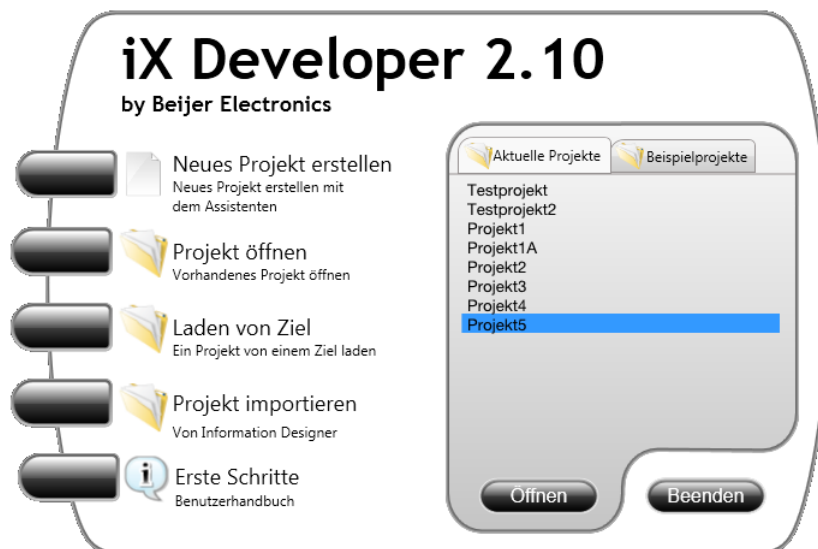 iX Developer 2.10
by Beijer Electronics
Neues Projekt erstellen
Neues Projekt erstellen mit
dem Assistenten
Projekt öffnen
Vorhandenes Projekt öffnen
Laden von Ziel
Ein Projekt von einem Ziel laden
Projekt importieren
Von Information Designer
Erste Schritte
Benutzerhandbuch
Aktuelle Projekte
Beispielprojekte
Testprojekt
Testprojekt2
Projekt1
Projekt1A
Projekt2
Projekt3
Projekt4
Projekt5
Öffnen
Beenden